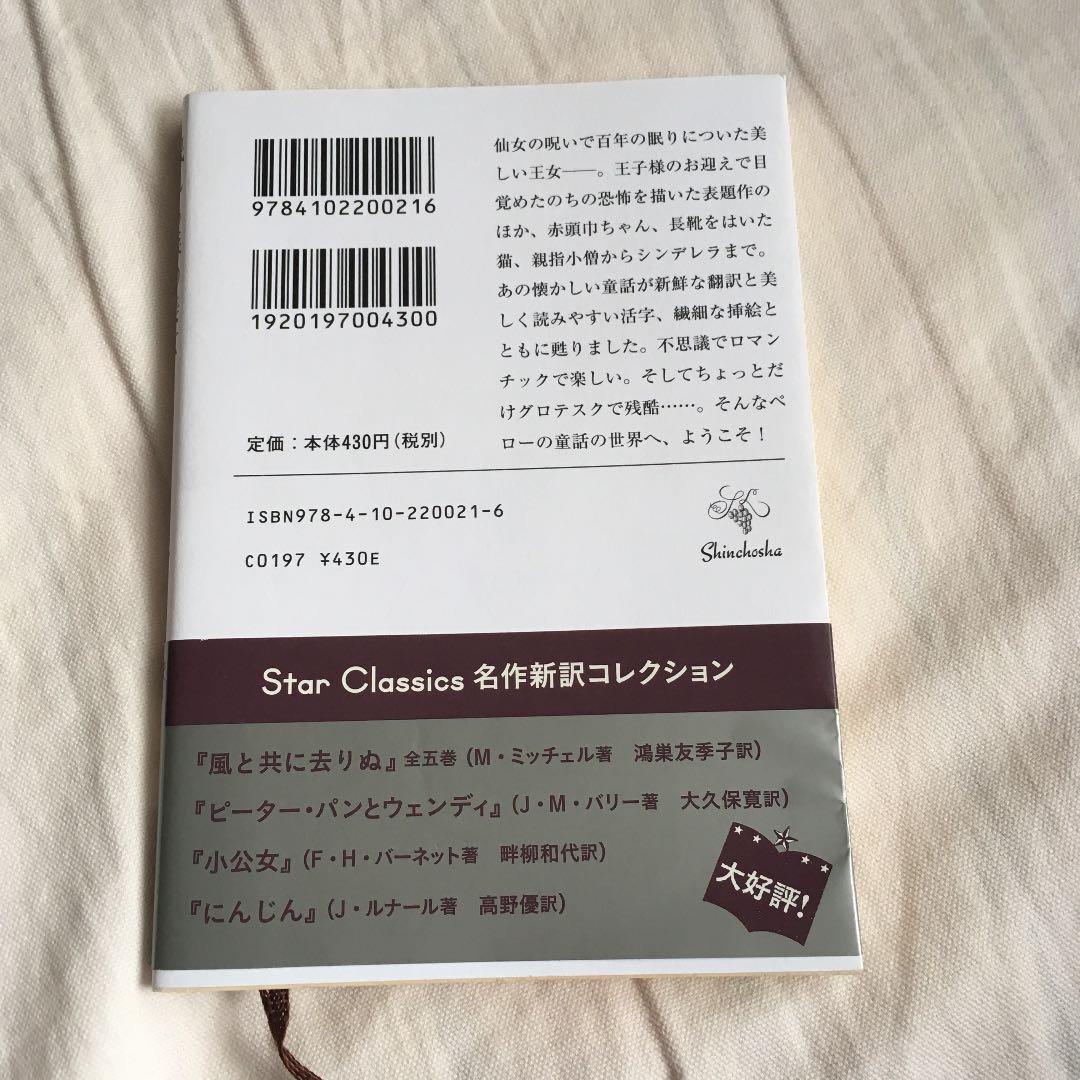 9784102200216
1920197004300
定価：本体430円（税別）
仙女の呪いで百年の眠りについた美
しい王女――。王子様のお迎えで目
覚めたのちの恐怖を描いた表題作の
ほか、赤頭巾ちゃん、長靴をはいた
猫、親指小僧からシンデレラまで。
あの懐かしい童話が新鮮な翻訳と美
しく読みやすい活字、繊細な挿絵と
ともに甦りました。不思議でロマン
チックで楽しい。そしてちょっとだ
けグロテスクで残酷……。そんなペ
ローの童話の世界へ、ようこそ！
ISBN978-4-10-220021-6
C0197 ¥430E
Shinchosha
Star Classics 名作新訳コレクション
『風と共に去りぬ』全五巻（M・ミッチェル著　鴻巣友季子訳）
『ピーター・パンとウェンディ』（J・M・バリー著　大久保寛訳）
『小公女』（F・H・バーネット著　畔柳和代訳）
『にんじん』（J・ルナール著　高野優訳）
大好評！